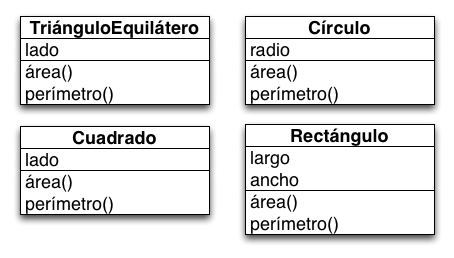 TriánguloEquilátero
lado
área()
perímetro()
Círculo
radio
área()
perímetro()
Cuadrado
lado
área()
perímetro()
Rectángulo
largo
ancho
área()
perímetro()